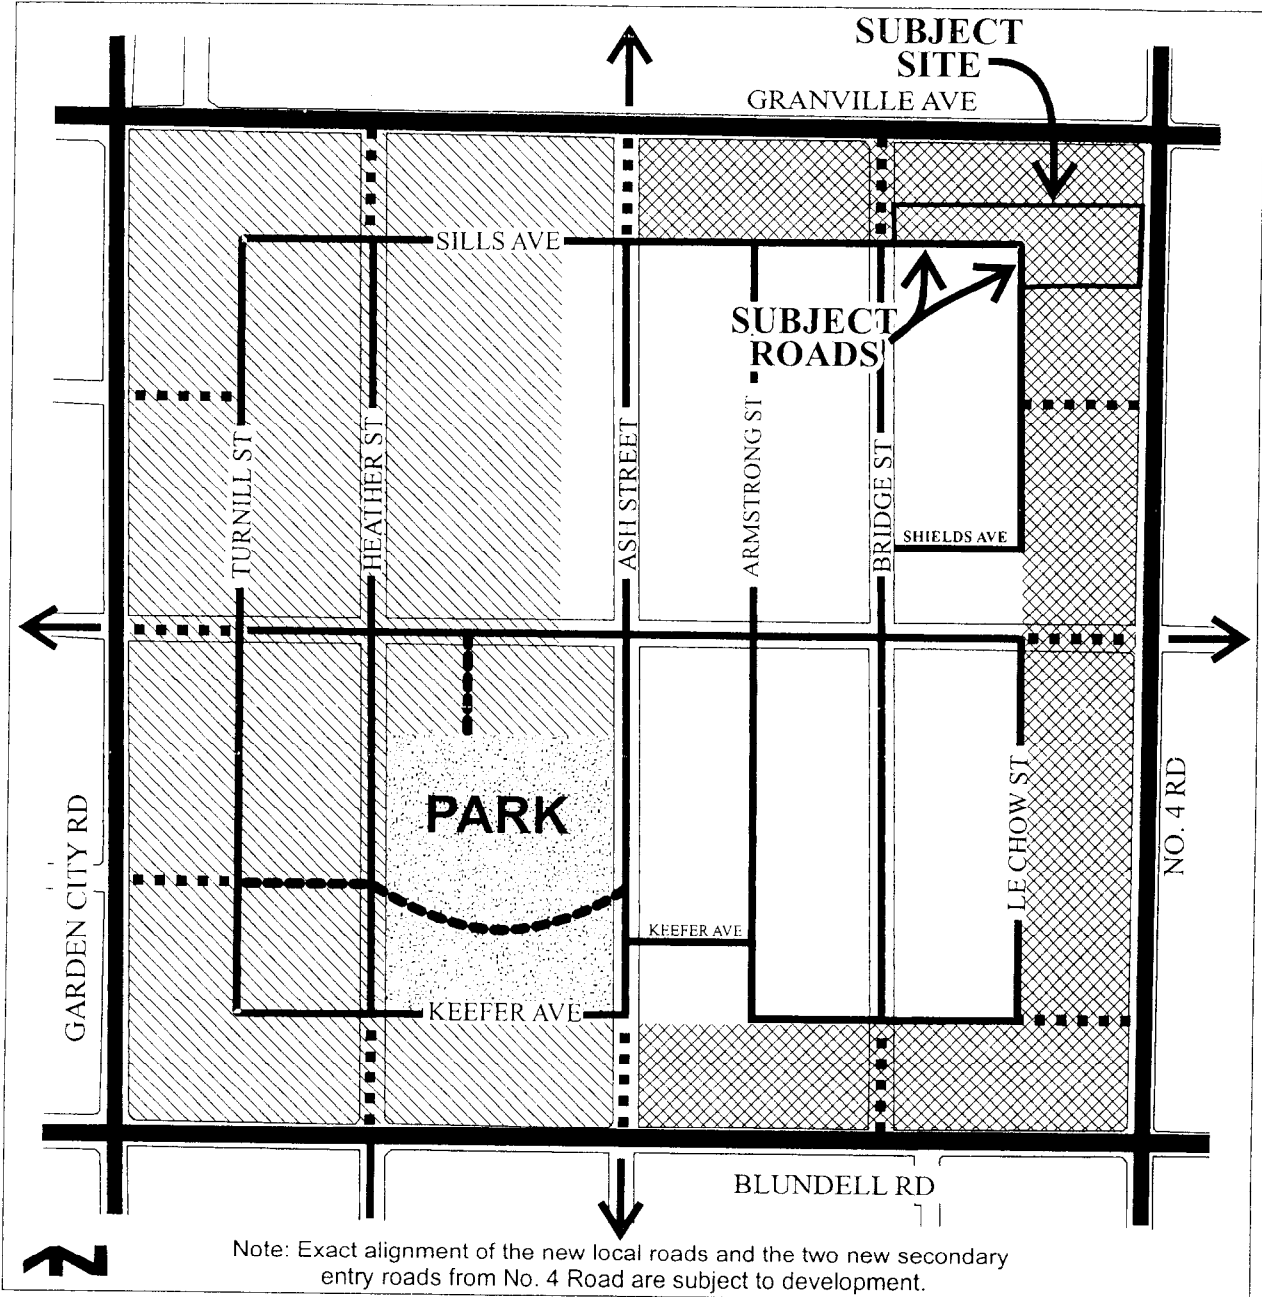 SUBJECT
SITE
GRANVILLE AVE
SILLS AVE
SUBJECT
ROADS
TURNILL ST
HEATHER ST
ASH STREET
ARMSTRONG ST
BRIDGE ST
SHIELDS AVE
PARK
LE CHOW ST
NO. 4 RD
GARDEN CITY RD
KEEFER AVE
KEEFER AVE
BLUNDELL RD
N
Note: Exact alignment of the new local roads and the two new secondary
entry roads from No. 4 Road are subject to development.